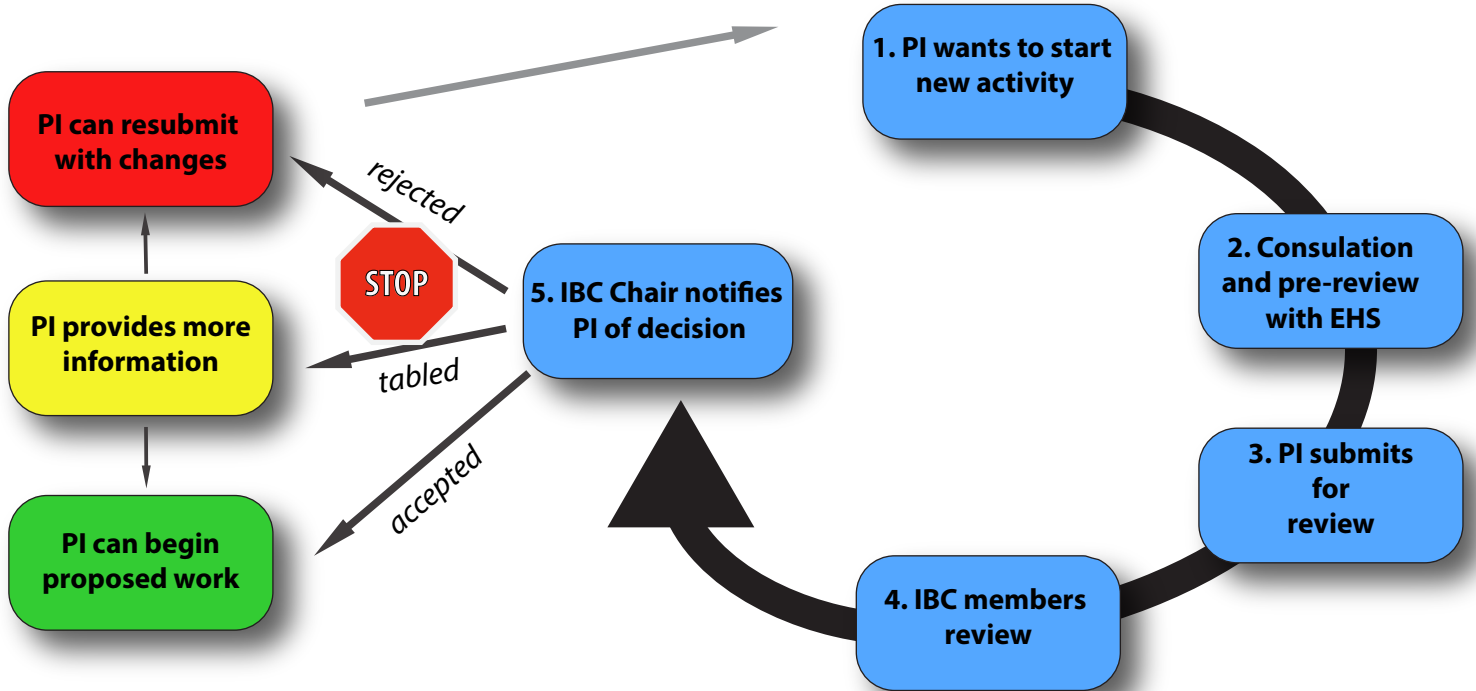 1. PI wants to start
new activity
2. Consulation
and pre-review
with EHS
3. PI submits
for
review
4. IBC members
review
5. IBC Chair notifies
PI of decision
rejected
STOP
tabled
accepted
PI can resubmit
with changes
PI provides more
information
PI can begin
proposed work